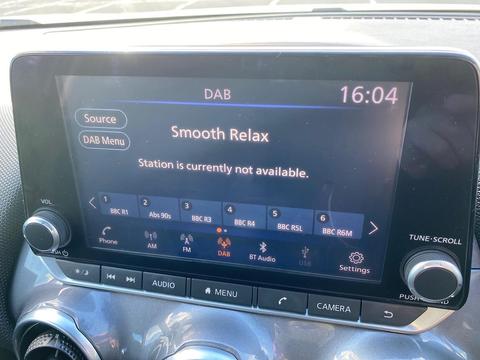 DAB
16:04
Source
DAB Menu
Smooth Relax
Station is currently not available.
1 2 3 4 5 6
BBC R1 Abs 90s BBC R3 BBC R4 BBC R5L BBC R6M
Phone AM FM DAB BT Audio USB Settings
VOL
TUNE·SCROLL
AUDIO MENU CAMERA
PUSH SOUND